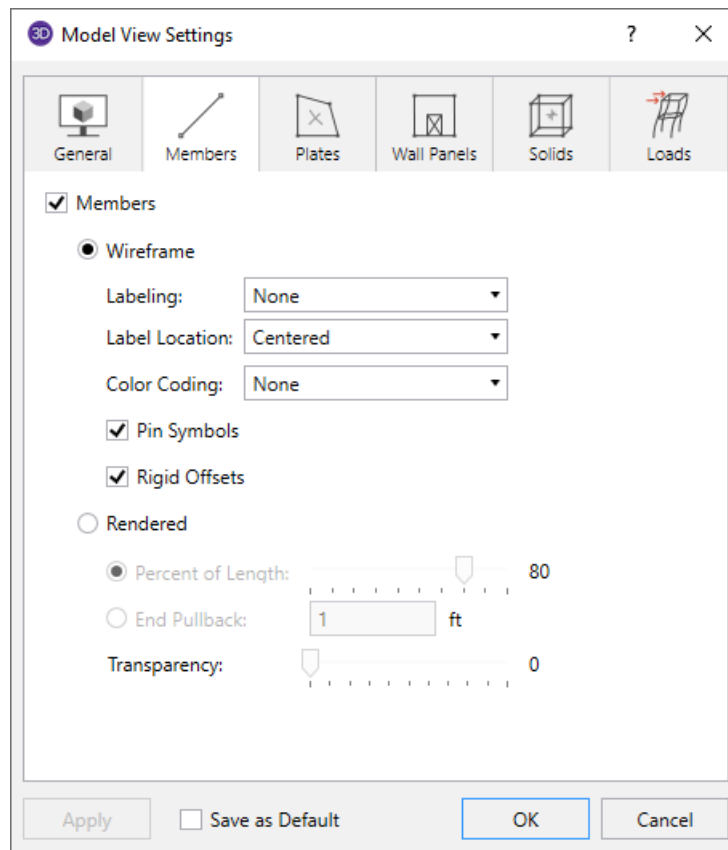 3D Model View Settings ?
General Members Plates Wall Panels Solids Loads
Members
Wireframe
Labeling: None
Label Location: Centered
Color Coding: None
Pin Symbols
Rigid Offsets
Rendered
Percent of Length: 80
End Pullback: 1 ft
Transparency: 0
Apply Save as Default OK Cancel